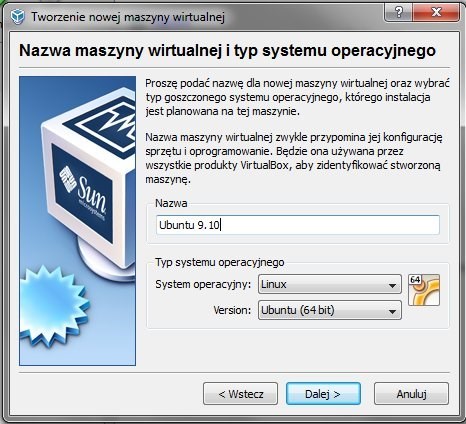 Tworzenie nowej maszyny wirtualnej
Nazwa maszyny wirtualnej i typ systemu operacyjnego
Proszę podać nazwę dla nowej maszyny wirtualnej oraz wybrać
typ goszczonego systemu operacyjnego, którego instalacja
jest planowana na tej maszynie.
Nazwa maszyny wirtualnej zwykle przypomina jej konfigurację
sprzętu i oprogramowanie. Będzie ona używana przez
wszystkie produkty VirtualBox, aby zidentyfikować stworzoną
maszynę.
Sun
microsystems
Nazwa
Ubuntu 9.10
Typ systemu operacyjnego
System operacyjny: Linux
64
Version: Ubuntu (64 bit)
< Wstecz Dalej > Anuluj